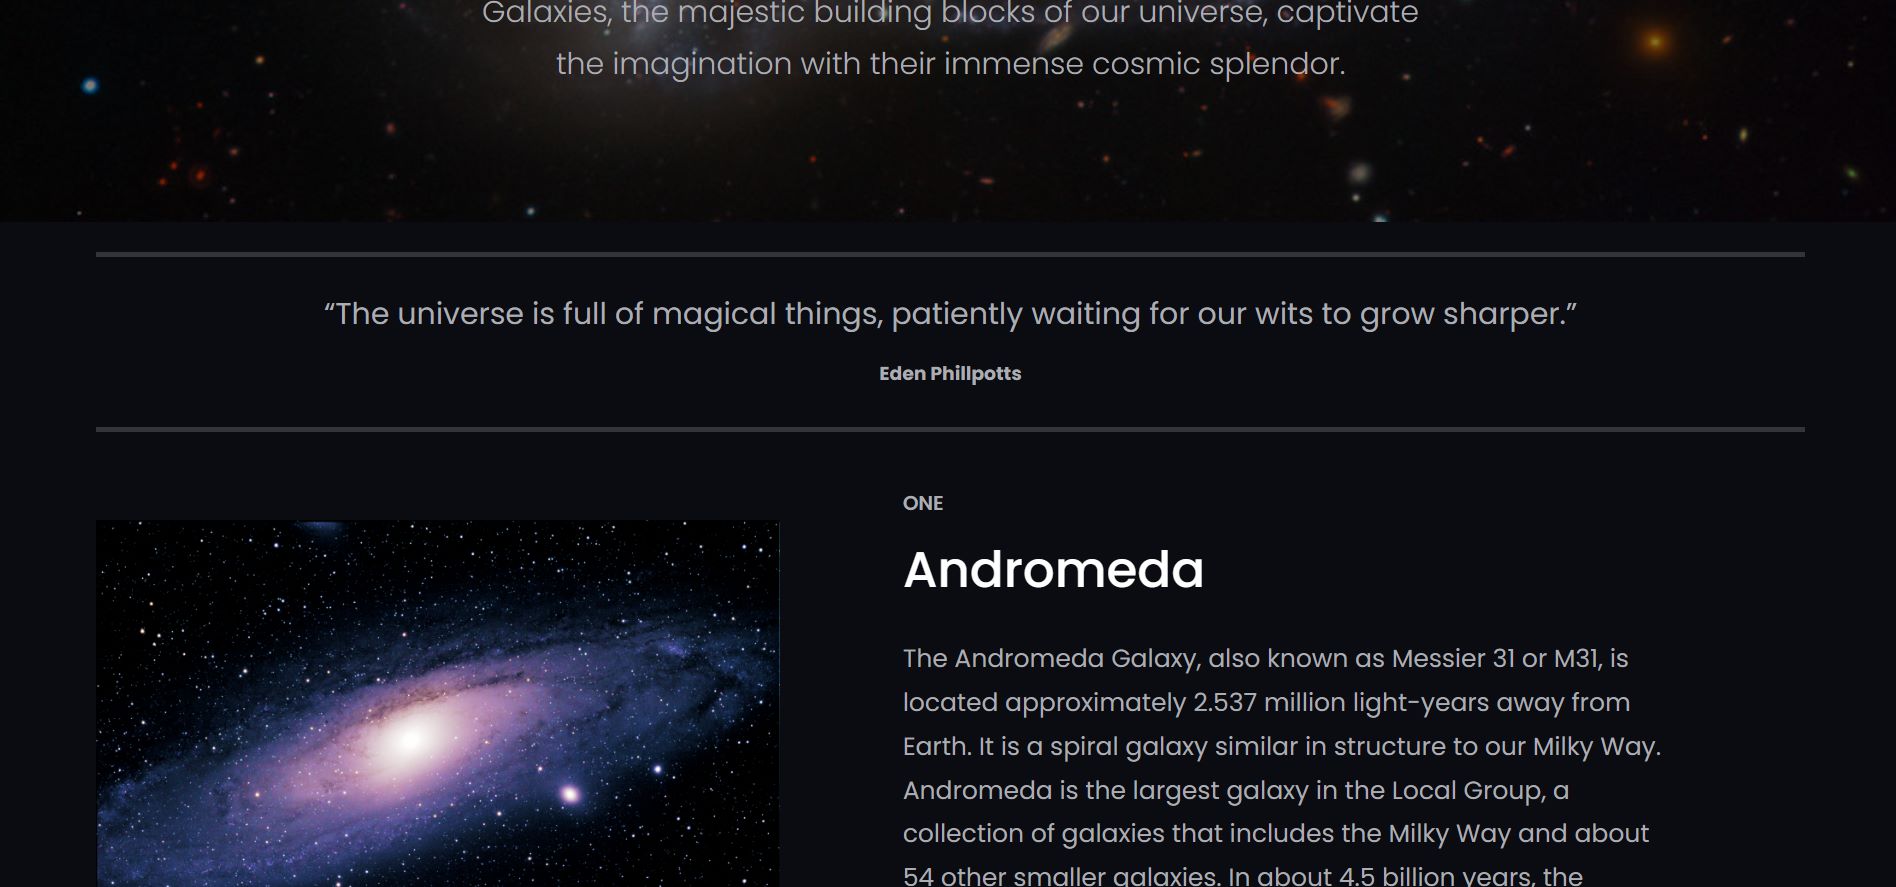 Galaxies, the majestic building blocks of our universe, captivate
the imagination with their immense cosmic splendor.
“The universe is full of magical things, patiently waiting for our wits to grow sharper.”
Eden Phillpotts
ONE
Andromeda
The Andromeda Galaxy, also known as Messier 31 or M31, is
located approximately 2.537 million light-years away from
Earth. It is a spiral galaxy similar in structure to our Milky Way.
Andromeda is the largest galaxy in the Local Group, a
collection of galaxies that includes the Milky Way and about
54 other smaller galaxies. In about 4.5 billion years, the